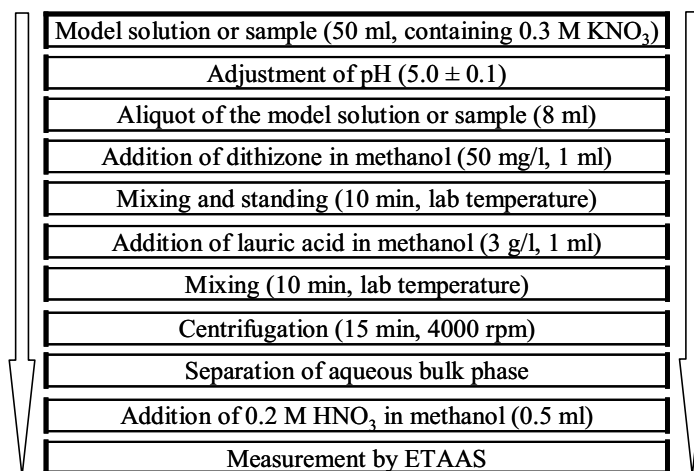 Model solution or sample (50 ml, containing 0.3 M KNO₃)
Adjustment of pH (5.0 ± 0.1)
Aliquot of the model solution or sample (8 ml)
Addition of dithizone in methanol (50 mg/l, 1 ml)
Mixing and standing (10 min, lab temperature)
Addition of lauric acid in methanol (3 g/l, 1 ml)
Mixing (10 min, lab temperature)
Centrifugation (15 min, 4000 rpm)
Separation of aqueous bulk phase
Addition of 0.2 M HNO₃ in methanol (0.5 ml)
Measurement by ETAAS